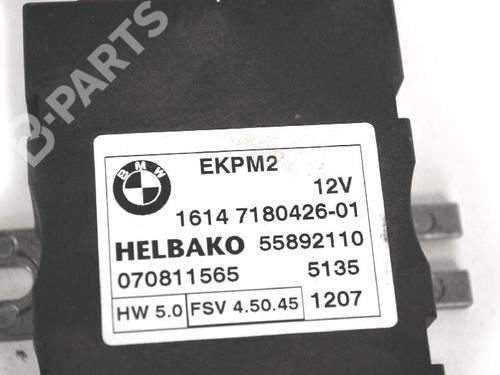 B-PARTS
BMW
EKPM2
12V
1614 7180426-01
HELBAKO 55892110
070811565 5135
HW 5.0 FSV 4.50.45 1207